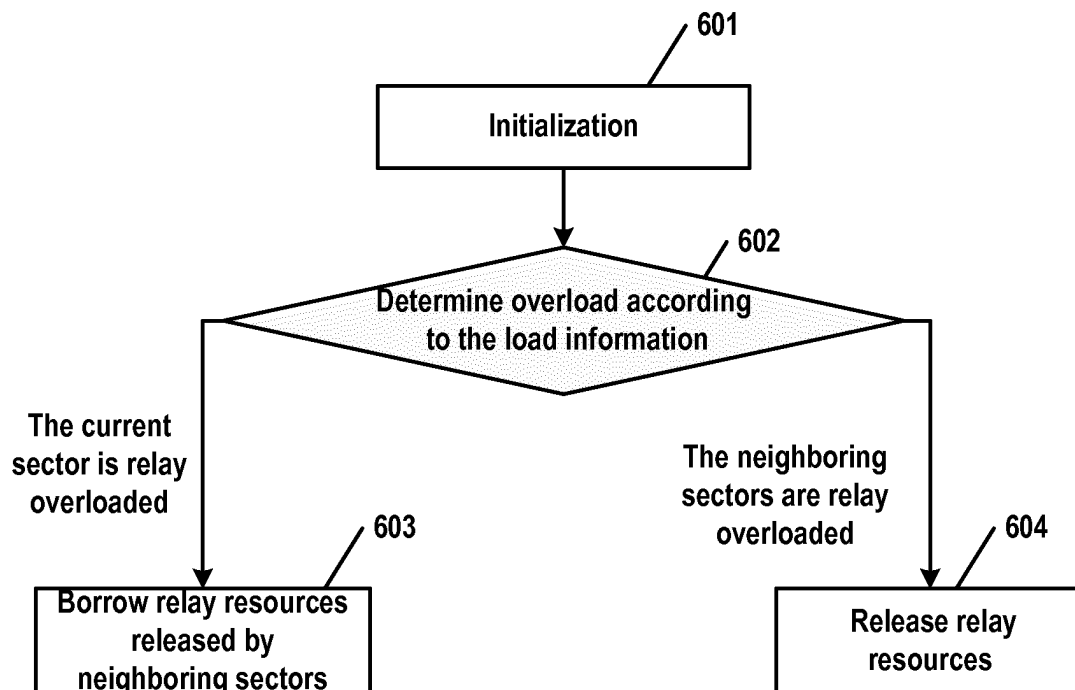 601
Initialization
602
Determine overload according
to the load information
The current
sector is relay
overloaded
The neighboring
sectors are relay
overloaded
603
Borrow relay resources
released by
neighboring sectors
604
Release relay
resources